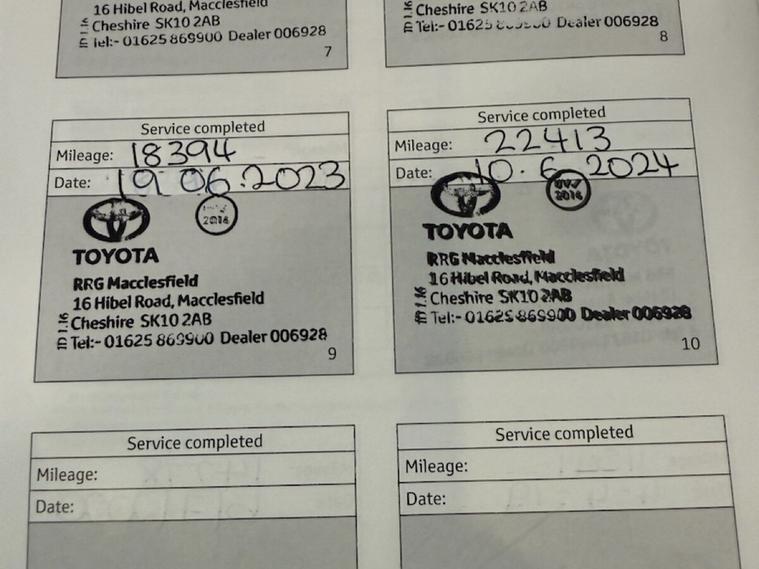 16 Hibel Road, Macclesfield
Cheshire SK10 2AB
Tel:- 01625 869900 Dealer 006928
7
Cheshire SK10 2AB
Tel:- 01625 Dealer 006928
8
Service completed
Mileage: 18394
Date: 19 06.2023
2016
TOYOTA
RRG Macclesfield
16 Hibel Road, Macclesfield
Cheshire SK10 2AB
Tel:- 01625 869900 Dealer 006928
9
Service completed
Mileage: 22413
Date: 10.6 2024
2016
TOYOTA
RRG Macclesfield
16 Hibel Road, Macclesfield
Cheshire SK10 2AB
Tel:- 01625 869900 Dealer 006928
10
Service completed
Mileage:
Date:
Service completed
Mileage:
Date: